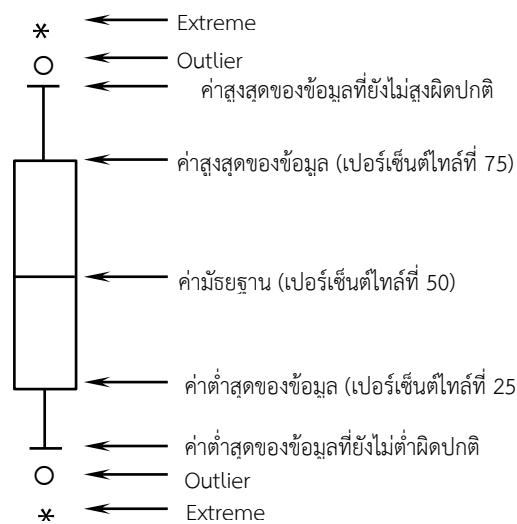 Extreme
Outlier
ค่าสูงสุดของข้อมูลที่ยังไม่สูงผิดปกติ
ค่าสูงสุดของข้อมูล (เปอร์เซ็นต์ไทล์ที่ 75)
ค่ามัธยฐาน (เปอร์เซ็นต์ไทล์ที่ 50)
ค่าต่ำสุดของข้อมูล (เปอร์เซ็นต์ไทล์ที่ 25
ค่าต่ำสุดของข้อมูลที่ยังไม่ต่ำผิดปกติ
Outlier
Extreme